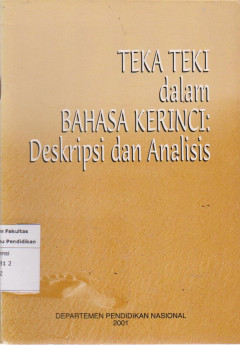 TEKA TEKI
dalam
BAHASA KERINCI:
Deskripsi dan Analisis
Fakultas
Pendidikan
DEPARTEMEN PENDIDIKAN NASIONAL
2001